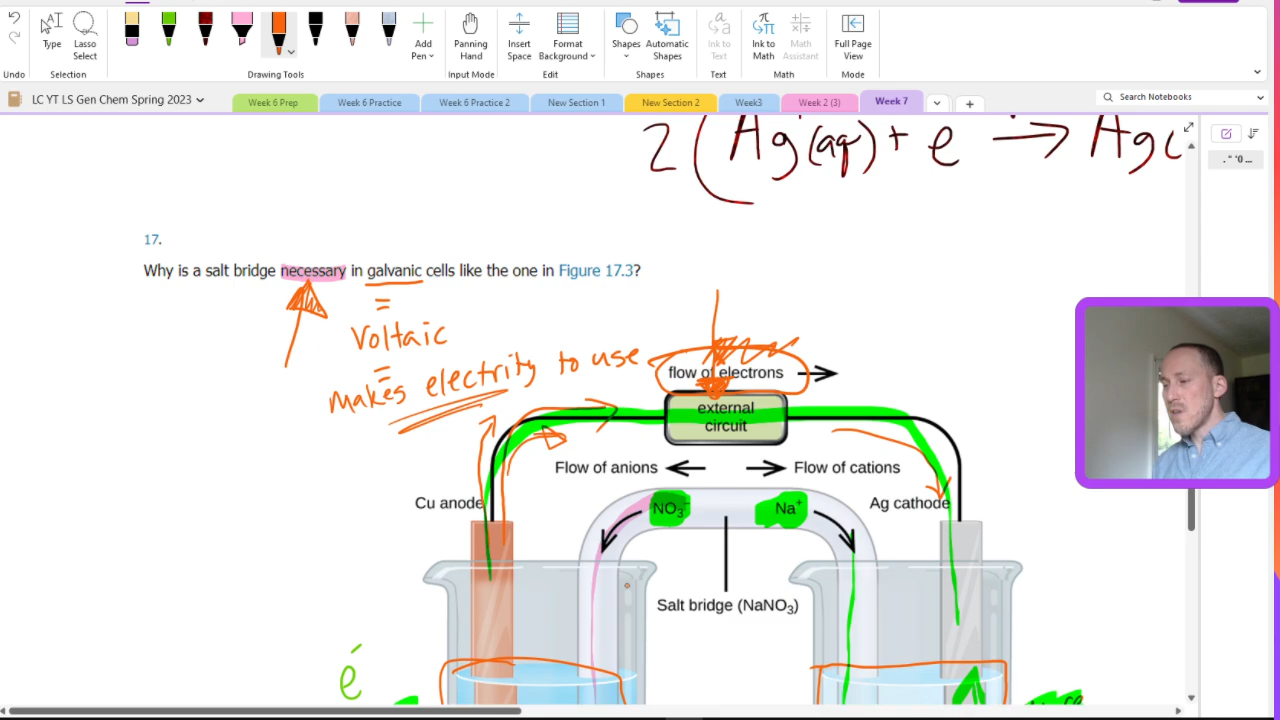 Undo
Type
Lasso
Select
Selection
Drawing Tools
Add
Pen
Panning
Hand
Input Mode
Insert
Space
Format
Background
Edit
Shapes
Automatic
Shapes
Shapes
Ink to
Text
Text
Ink to
Math
Math
Assistant
Math
Full Page
View
Mode
LC YT LS Gen Chem Spring 2023
Week 6 Prep
Week 6 Practice
Week 6 Practice 2
New Section 1
New Section 2
Week3
Week 2 (3)
Week 7
Search Notebooks
2 ( Ag⁺(aq) + e → Ag
17.
Why is a salt bridge necessary in galvanic cells like the one in Figure 17.3?
=
Voltaic
=
makes electrity to use
flow of electrons
external
circuit
Flow of anions
Flow of cations
Cu anode
NO₃⁻
Na⁺
Ag cathode
Salt bridge (NaNO₃)
é